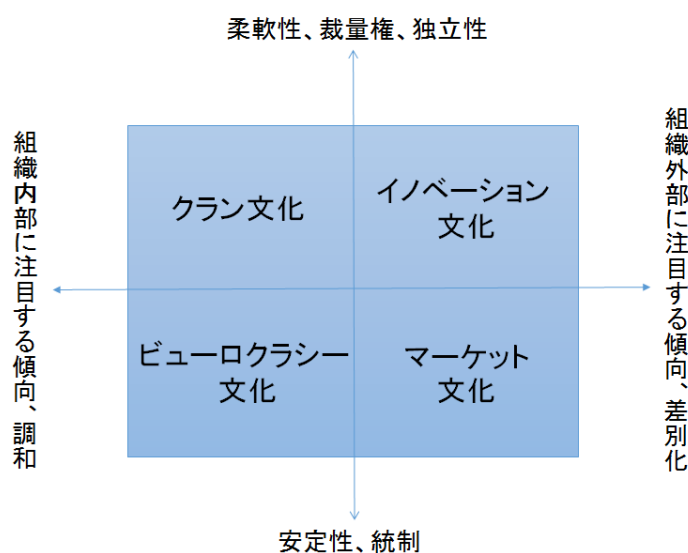 柔軟性、裁量権、独立性
組織内部に注目する傾向、調和
組織外部に注目する傾向、差別化
クラン文化
イノベーション
文化
ビューロクラシー
文化
マーケット
文化
安定性、統制